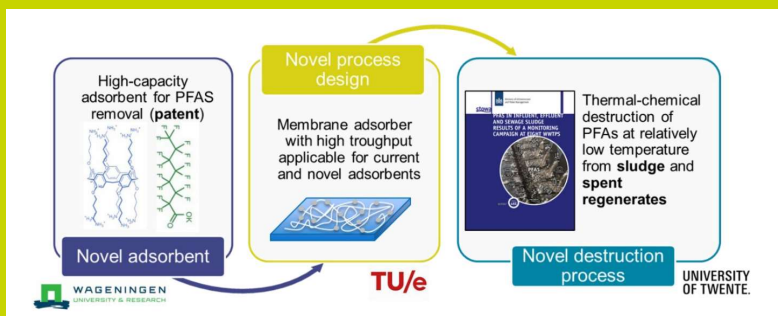 High-capacity
adsorbent for PFAS
removal (patent)
Novel adsorbent
WAGENINGEN
UNIVERSITY & RESEARCH
Novel process
design
Membrane adsorber
with high troughput
applicable for current
and novel adsorbents
TU/e
stowa
PFAS IN INFLUENT, EFFLUENT
AND SEWAGE SLUDGE
RESULTS OF A MONITORING
CAMPAIGN AT EIGHT WWTPS
Thermal-chemical
destruction of
PFAs at relatively
low temperature
from sludge and
spent
regenerates
Novel destruction
process
UNIVERSITY
OF TWENTE.